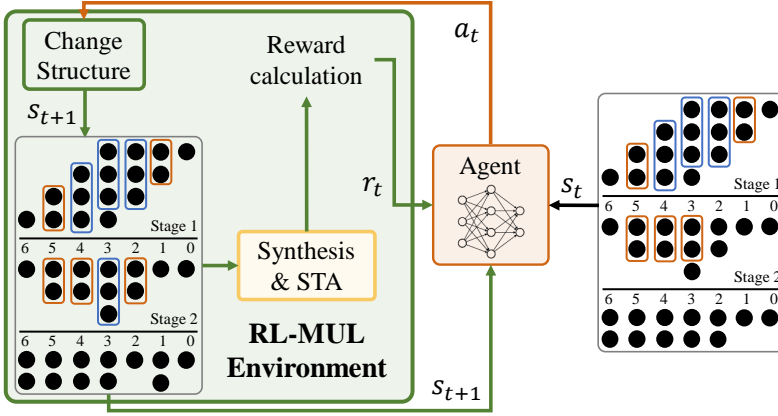 Change
Structure
s_{t+1}
Reward
calculation
a_t
r_t
Agent
s_t
Stage 1
6 5 4 3 2 1 0
Stage 2
6 5 4 3 2 1 0
Synthesis
& STA
RL-MUL
Environment
s_{t+1}
Stage 1
6 5 4 3 2 1 0
Stage 2
6 5 4 3 2 1 0